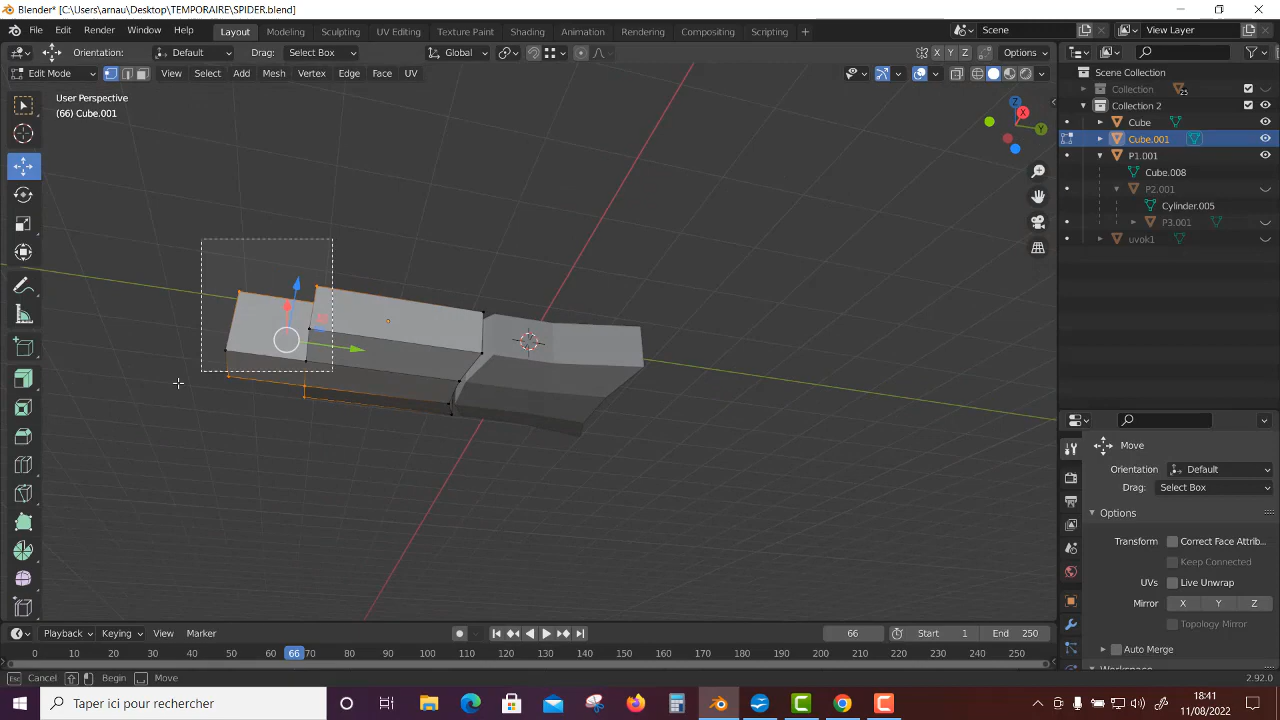 Blender* [C:\Users\arnau\Desktop\TEMPORAIRE\SPIDER.blend]
File Edit Render Window Help Layout Modeling Sculpting UV Editing Texture Paint Shading Animation Rendering Compositing Scripting + Scene View Layer
Orientation: Default Drag: Select Box Global X Y Z Options
Edit Mode View Select Add Mesh Vertex Edge Face UV
User Perspective
(66) Cube.001
Z X Y
Scene Collection
Collection 25
Collection 2
Cube
Cube.001
P1.001
Cube.008
P2.001
Cylinder.005
P3.001
uvok1
Move
Orientation Default
Drag: Select Box
Options
Transform Correct Face Attrib...
Keep Connected
UVs Live Unwrap
Mirror X Y Z
Topology Mirror
Auto Merge
Playback Keying View Marker 66 Start 1 End 250
0 10 20 30 40 50 60 66 70 80 90 100 110 120 130 140 150 160 170 180 190 200 210 220 230 240 250
Esc Cancel Begin Move 2.92.0
Taperici pour rechercher
18:41
11/08/2022